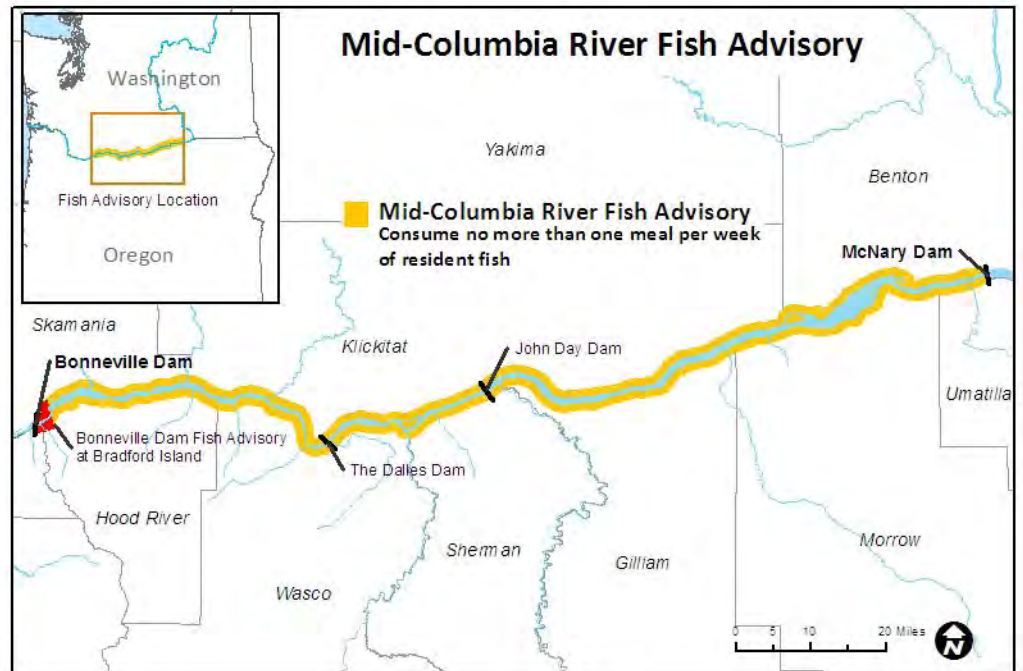 Mid-Columbia River Fish Advisory
Washington
Fish Advisory Location
Oregon
Yakima
Benton
Mid-Columbia River Fish Advisory
Consume no more than one meal per week
of resident fish
McNary Dam
Skamania
Klickitat
John Day Dam
Bonneville Dam
Umatilla
Bonneville Dam Fish Advisory
at Bradford Island
The Dalles Dam
Hood River
Sherman
Gilliam
Morrow
Wasco
0 5 10 20 Miles
N